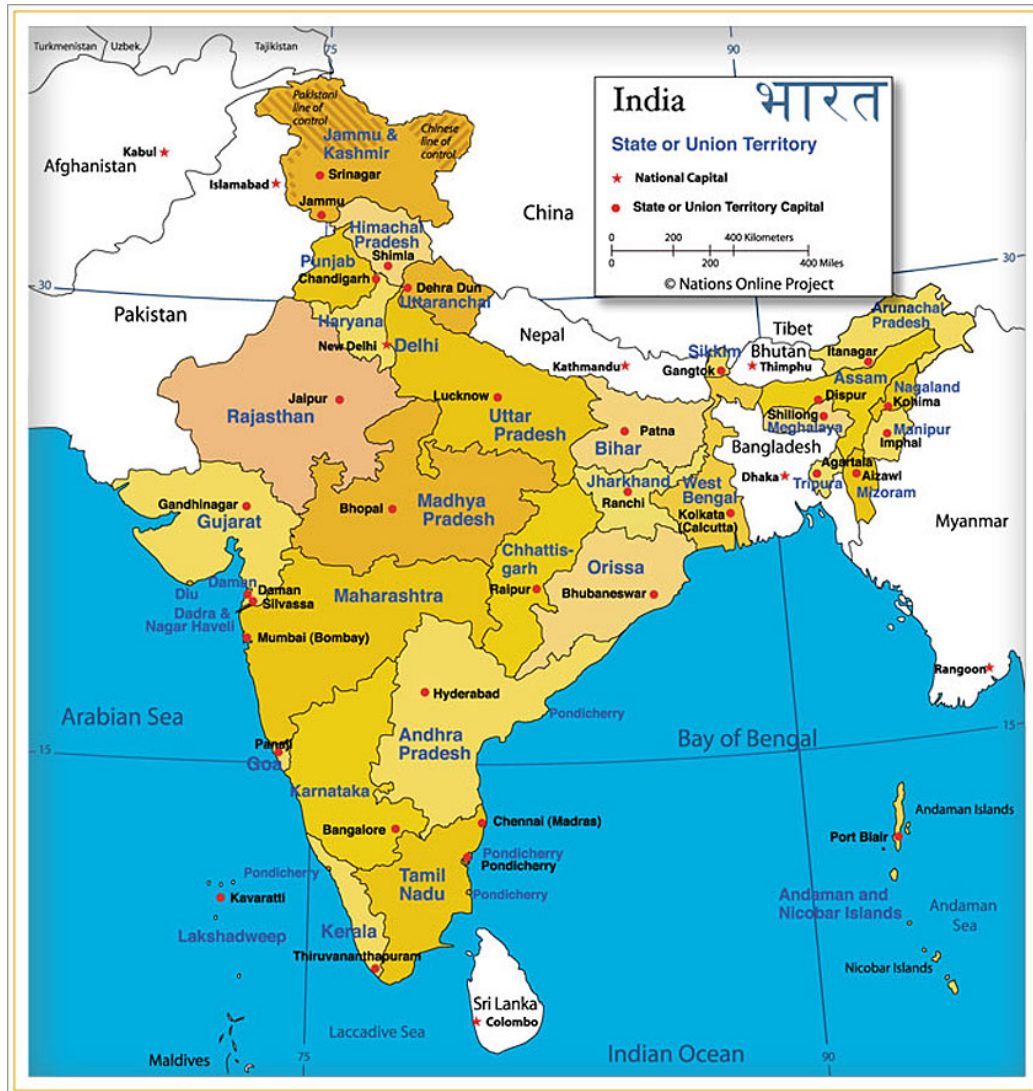 Turkmenistan
Uzbek.
Tajikistan
75
90
Pakistani
line of
control
Chinese
line of
control
Jammu &
Kashmir
Afghanistan
Kabul
Islamabad
Srinagar
Jammu
India भारत
State or Union Territory
National Capital
State or Union Territory Capital
0 200 400 Kilometers
0 200 400 Miles
© Nations Online Project
China
Himachal
Pradesh
Shimla
Punjab
Chandigarh
Dehra Dun
Uttaranchal
30
30
Pakistan
Haryana
New Delhi
Delhi
Nepal
Kathmandu
Tibet
Bhutan
Thimphu
Sikkim
Gangtok
Arunachal
Pradesh
Itanagar
Assam
Dispur
Nagaland
Kohima
Shillong
Meghalaya
Manipur
Imphal
Jaipur
Rajasthan
Lucknow
Uttar
Pradesh
Patna
Bihar
Bangladesh
Dhaka
Agartala
Tripura
Aizawl
Mizoram
Jharkhand
Ranchi
West
Bengal
Kolkata
(Calcutta)
Myanmar
Gandhinagar
Gujarat
Bhopal
Madhya
Pradesh
Chhattis-
garh
Raipur
Orissa
Bhubaneswar
Diu
Daman
Daman
Silvassa
Dadra &
Nagar Haveli
Maharashtra
Mumbai (Bombay)
Rangoon
Hyderabad
Andhra
Pradesh
Pondicherry
Arabian Sea
Bay of Bengal
15
15
Panaji
Goa
Karnataka
Bangalore
Chennai (Madras)
Pondicherry
Pondicherry
Pondicherry
Pondicherry
Tamil
Nadu
Kavaratti
Lakshadweep
Kerala
Thiruvananthapuram
Andaman Islands
Port Blair
Andaman and
Nicobar Islands
Andaman
Sea
Nicobar Islands
Sri Lanka
Colombo
Laccadive Sea
Maldives
75
Indian Ocean
90